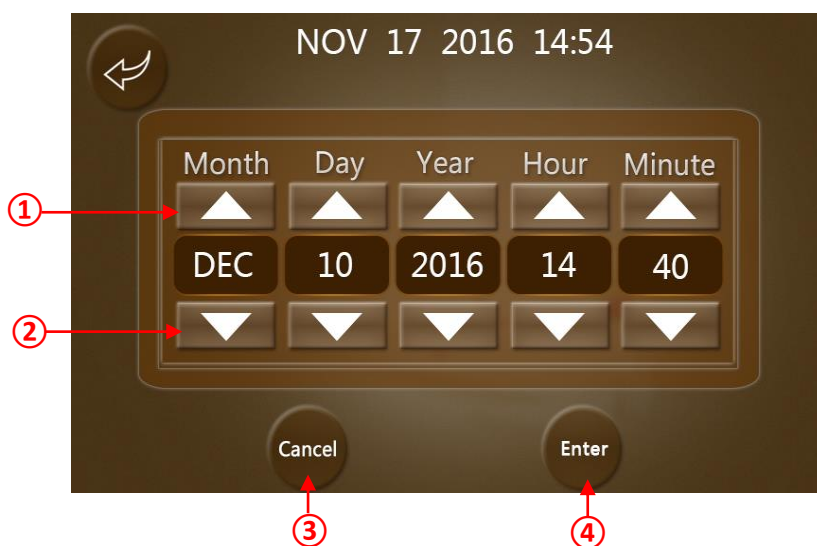 NOV 17 2016 14:54
Month Day Year Hour Minute
①
DEC 10 2016 14 40
②
Cancel Enter
③ ④